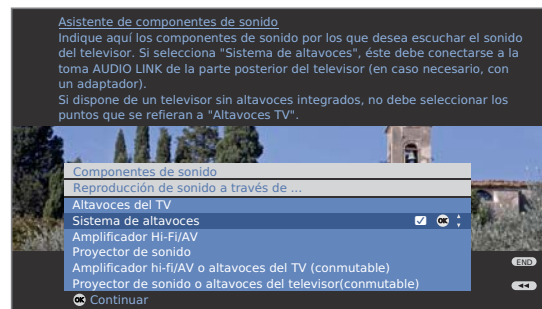 Asistente de componentes de sonido
Indique aquí los componentes de sonido por los que desea escuchar el sonido
del televisor. Si selecciona "Sistema de altavoces", éste debe conectarse a la
toma AUDIO LINK de la parte posterior del televisor (en caso necesario, con
un adaptador).
Si dispone de un televisor sin altavoces integrados, no debe seleccionar los
puntos que se refieran a "Altavoces TV".
Componentes de sonido
Reproducción de sonido a través de ...
Altavoces del TV
Sistema de altavoces OK
Amplificador Hi-Fi/AV
Proyector de sonido
Amplificador hi-fi/AV o altavoces del TV (conmutable)
END
Proyector de sonido o altavoces del televisor(conmutable)
OK Continuar